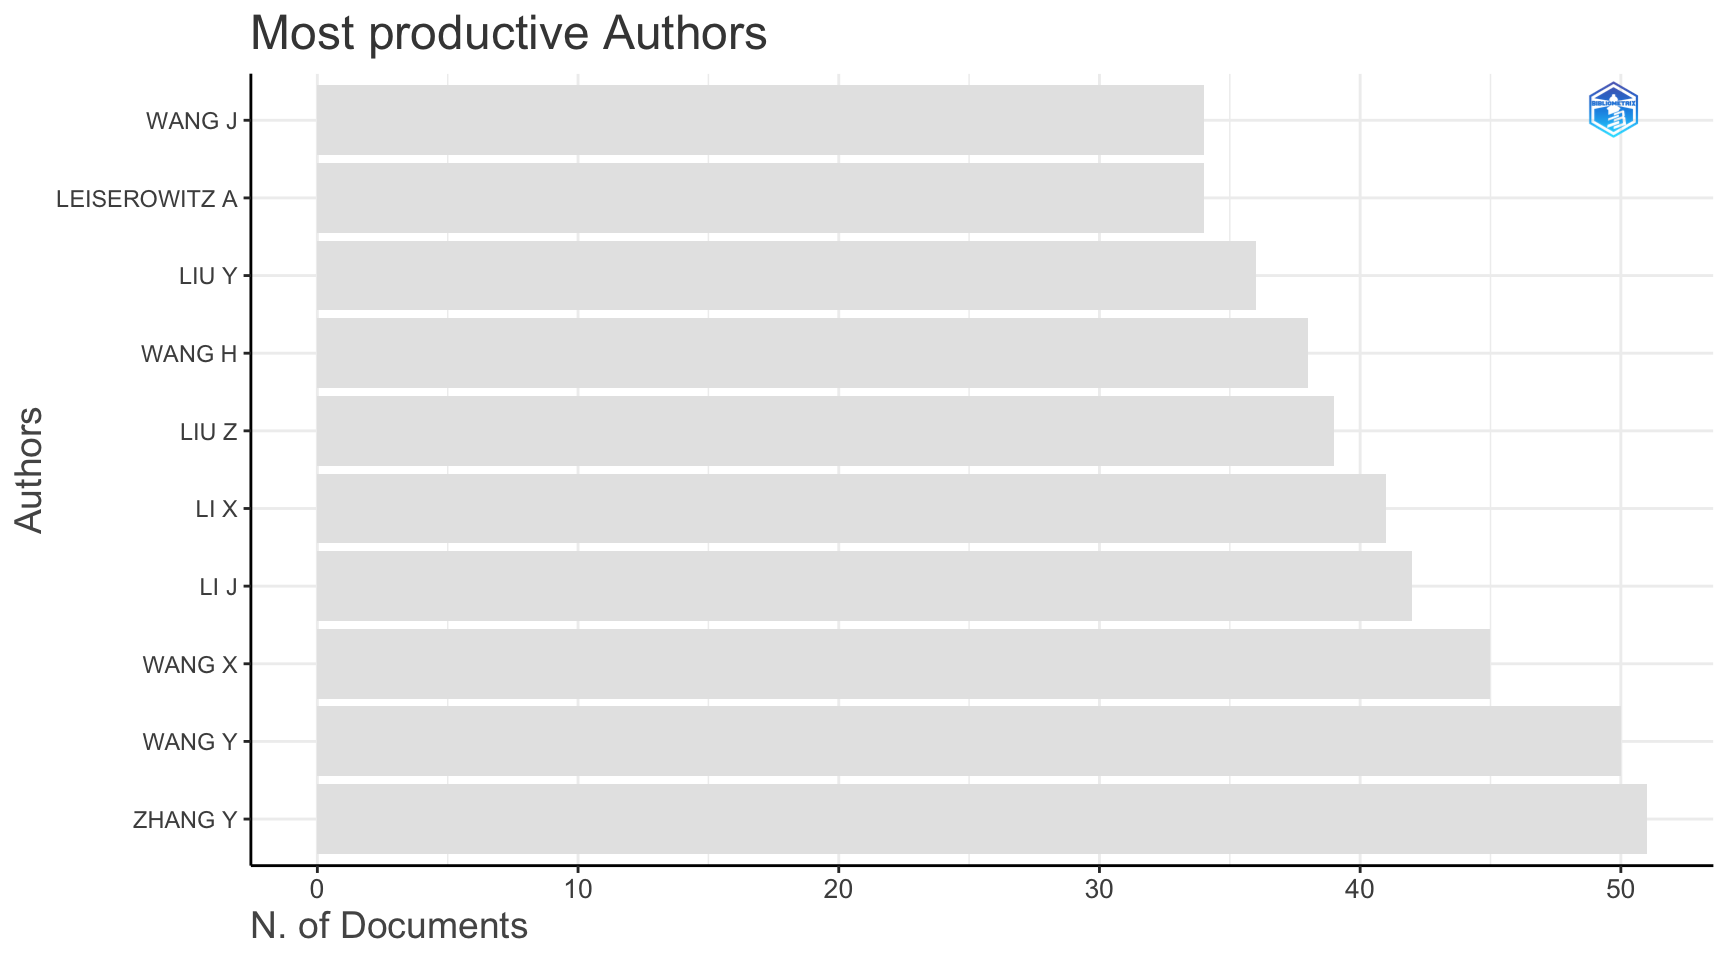 Most productive Authors
BIBLIOMETRIX
WANG J
LEISEROWITZ A
LIU Y
WANG H
LIU Z
LI X
LI J
WANG X
WANG Y
ZHANG Y
Authors
0 10 20 30 40 50
N. of Documents